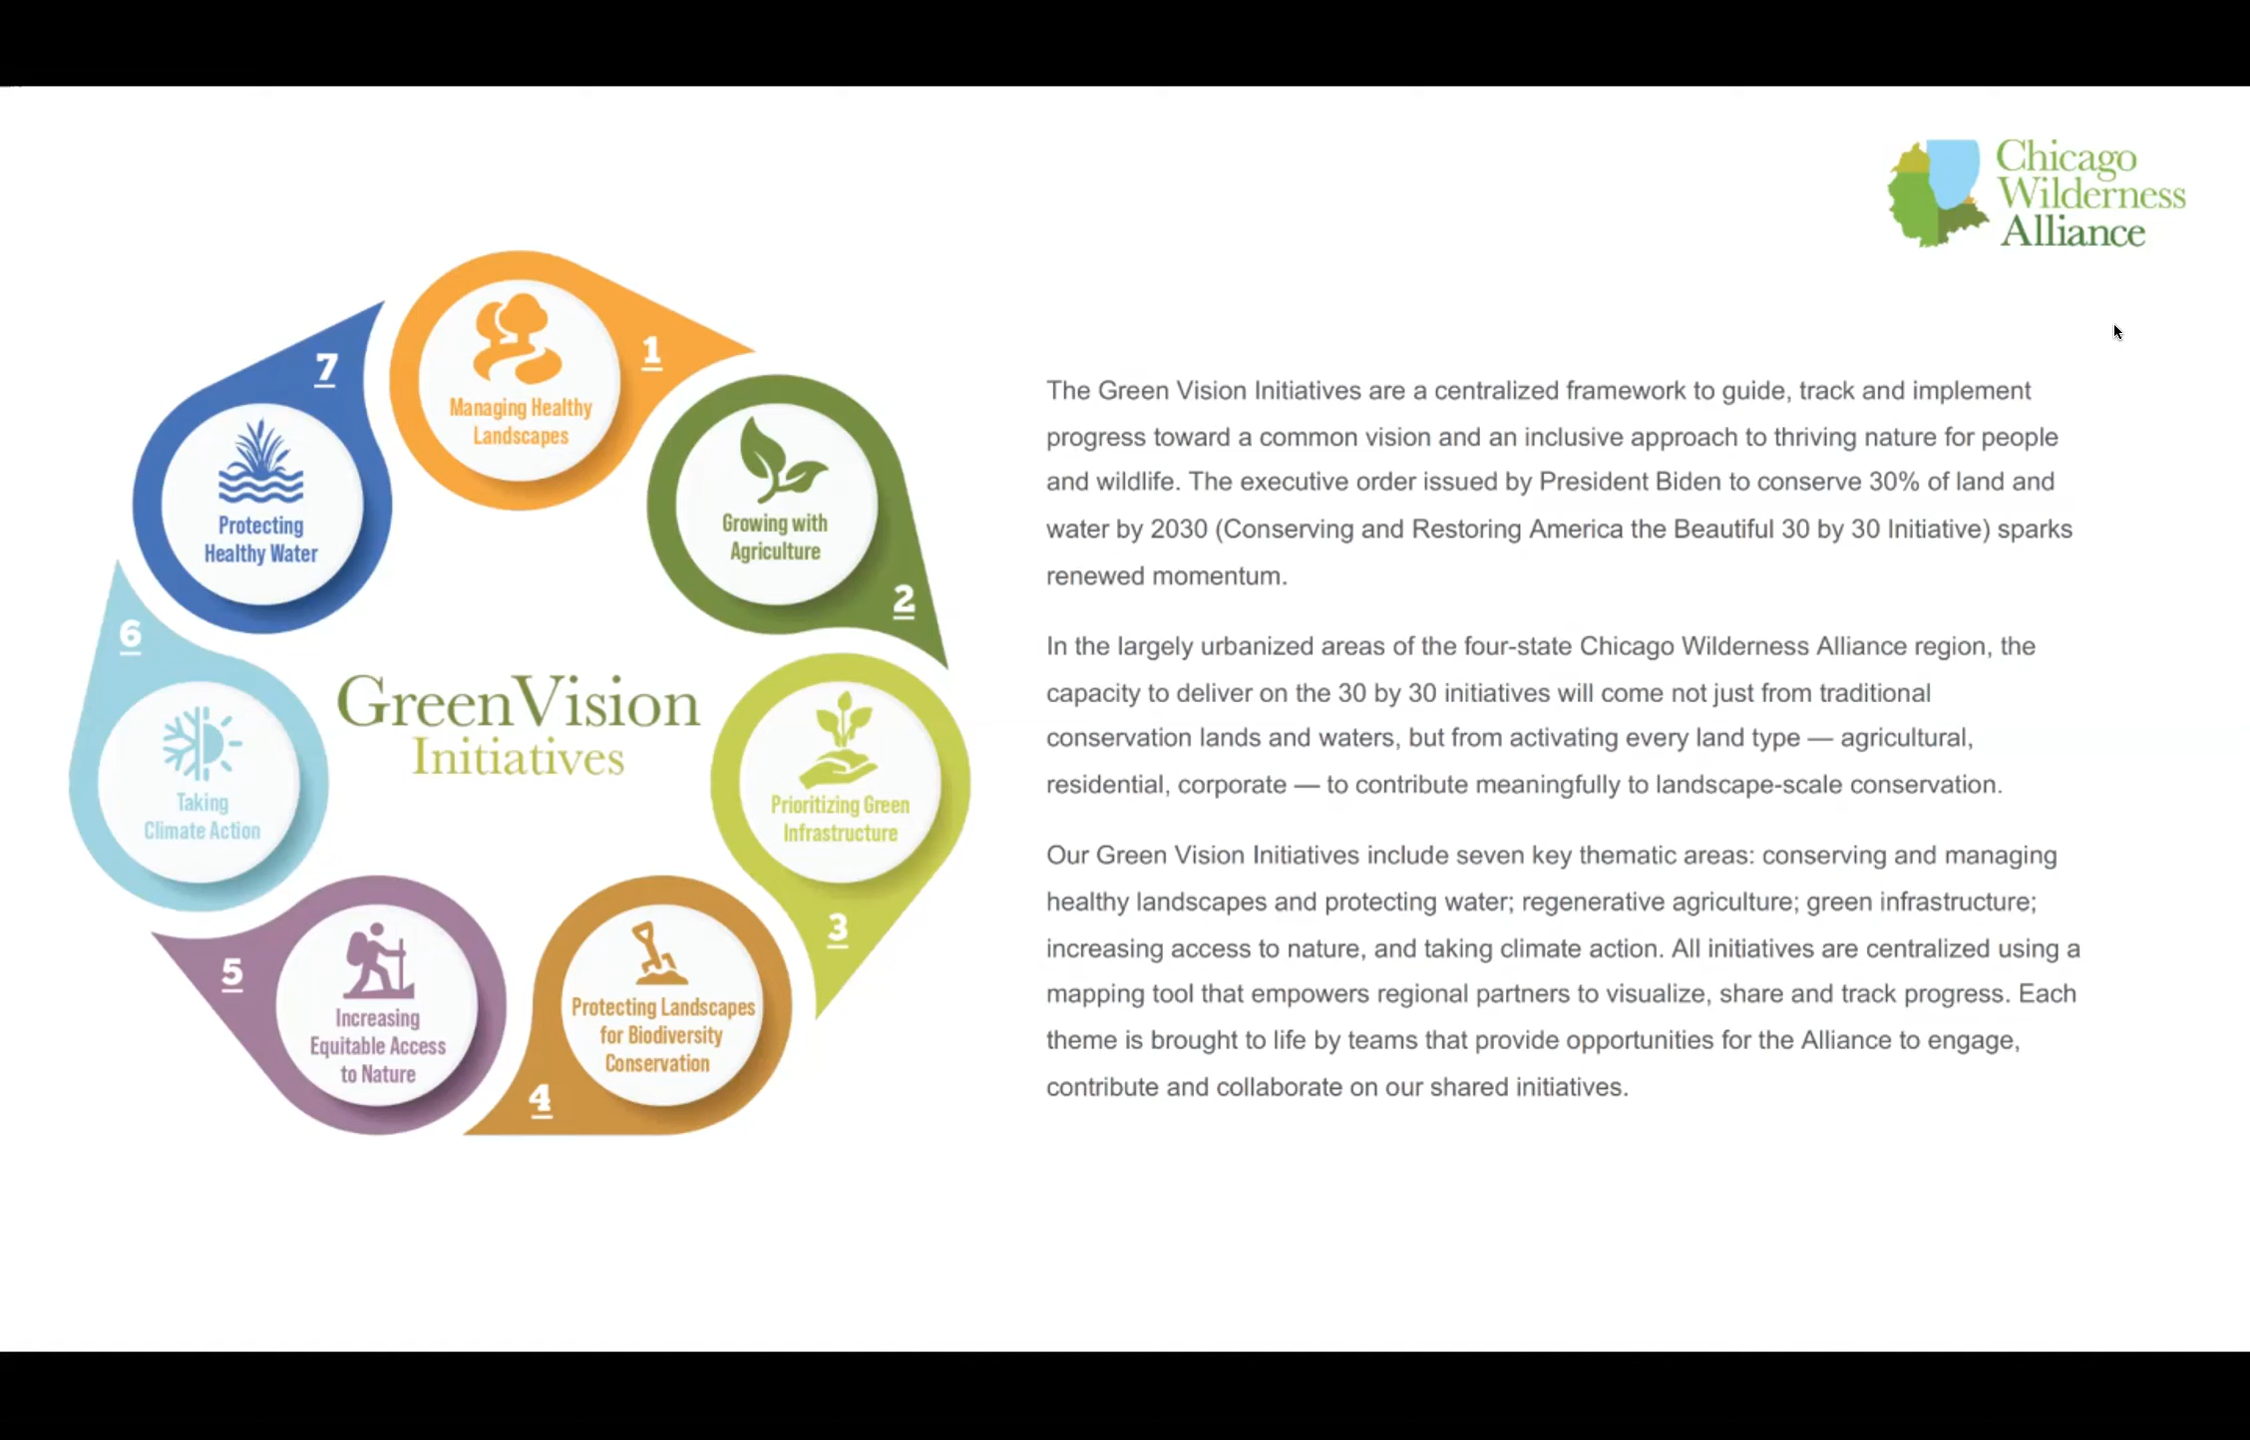 Chicago
Wilderness
Alliance
1
Managing Healthy
Landscapes
2
Growing with
Agriculture
3
Prioritizing Green
Infrastructure
4
Protecting Landscapes
for Biodiversity
Conservation
5
Increasing
Equitable Access
to Nature
6
Taking
Climate Action
7
Protecting
Healthy Water
GreenVision
Initiatives
The Green Vision Initiatives are a centralized framework to guide, track and implement
progress toward a common vision and an inclusive approach to thriving nature for people
and wildlife. The executive order issued by President Biden to conserve 30% of land and
water by 2030 (Conserving and Restoring America the Beautiful 30 by 30 Initiative) sparks
renewed momentum.
In the largely urbanized areas of the four-state Chicago Wilderness Alliance region, the
capacity to deliver on the 30 by 30 initiatives will come not just from traditional
conservation lands and waters, but from activating every land type — agricultural,
residential, corporate — to contribute meaningfully to landscape-scale conservation.
Our Green Vision Initiatives include seven key thematic areas: conserving and managing
healthy landscapes and protecting water; regenerative agriculture; green infrastructure;
increasing access to nature, and taking climate action. All initiatives are centralized using a
mapping tool that empowers regional partners to visualize, share and track progress. Each
theme is brought to life by teams that provide opportunities for the Alliance to engage,
contribute and collaborate on our shared initiatives.